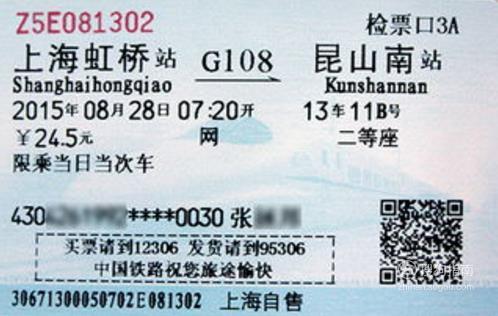 Z5E081302 检票口3A
上海虹桥站 G108 昆山南站
Shanghaihongqiao Kunshannan
2015年08月28日07:20开 13车11B号
¥24.5元 网 二等座
限乘当日当次车
430 ****0030 张
买票请到12306 发货请到95306
中国铁路祝您旅途愉快
30671300050702E081302 上海自售